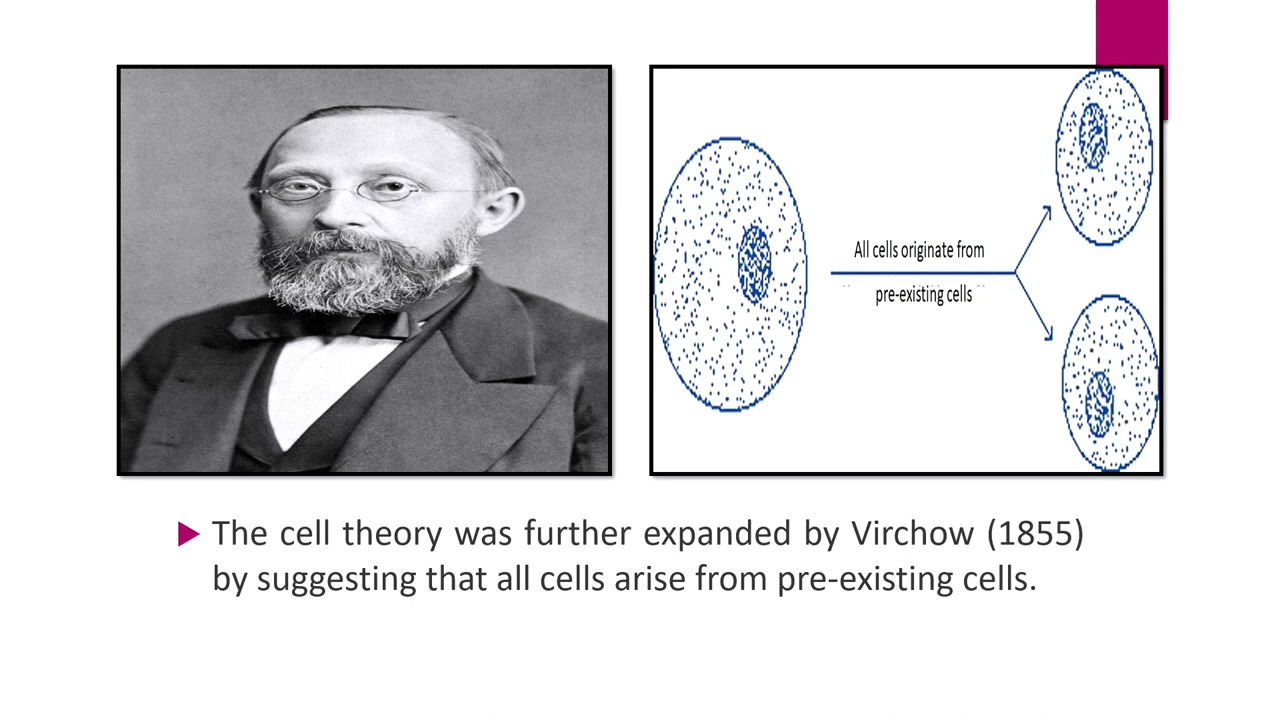 All cells originate from
pre-existing cells
The cell theory was further expanded by Virchow (1855)
by suggesting that all cells arise from pre-existing cells.